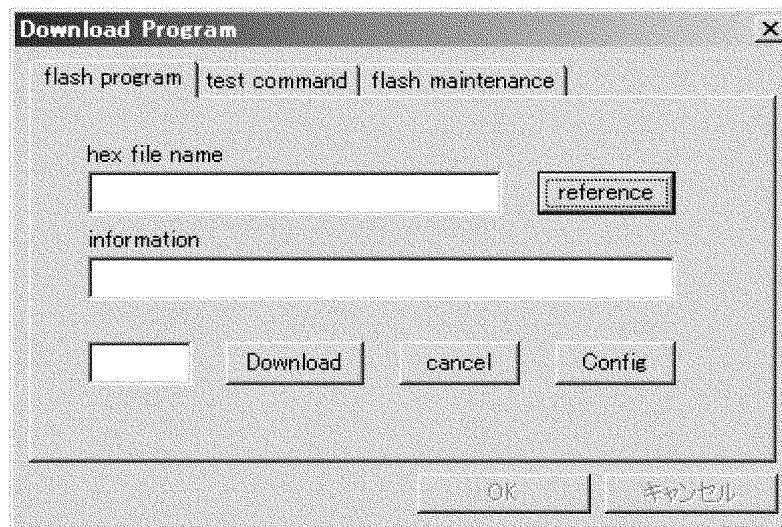 Download Program
flash program test command flash maintenance
hex file name
reference
information
Download cancel Config
OK キャンセル